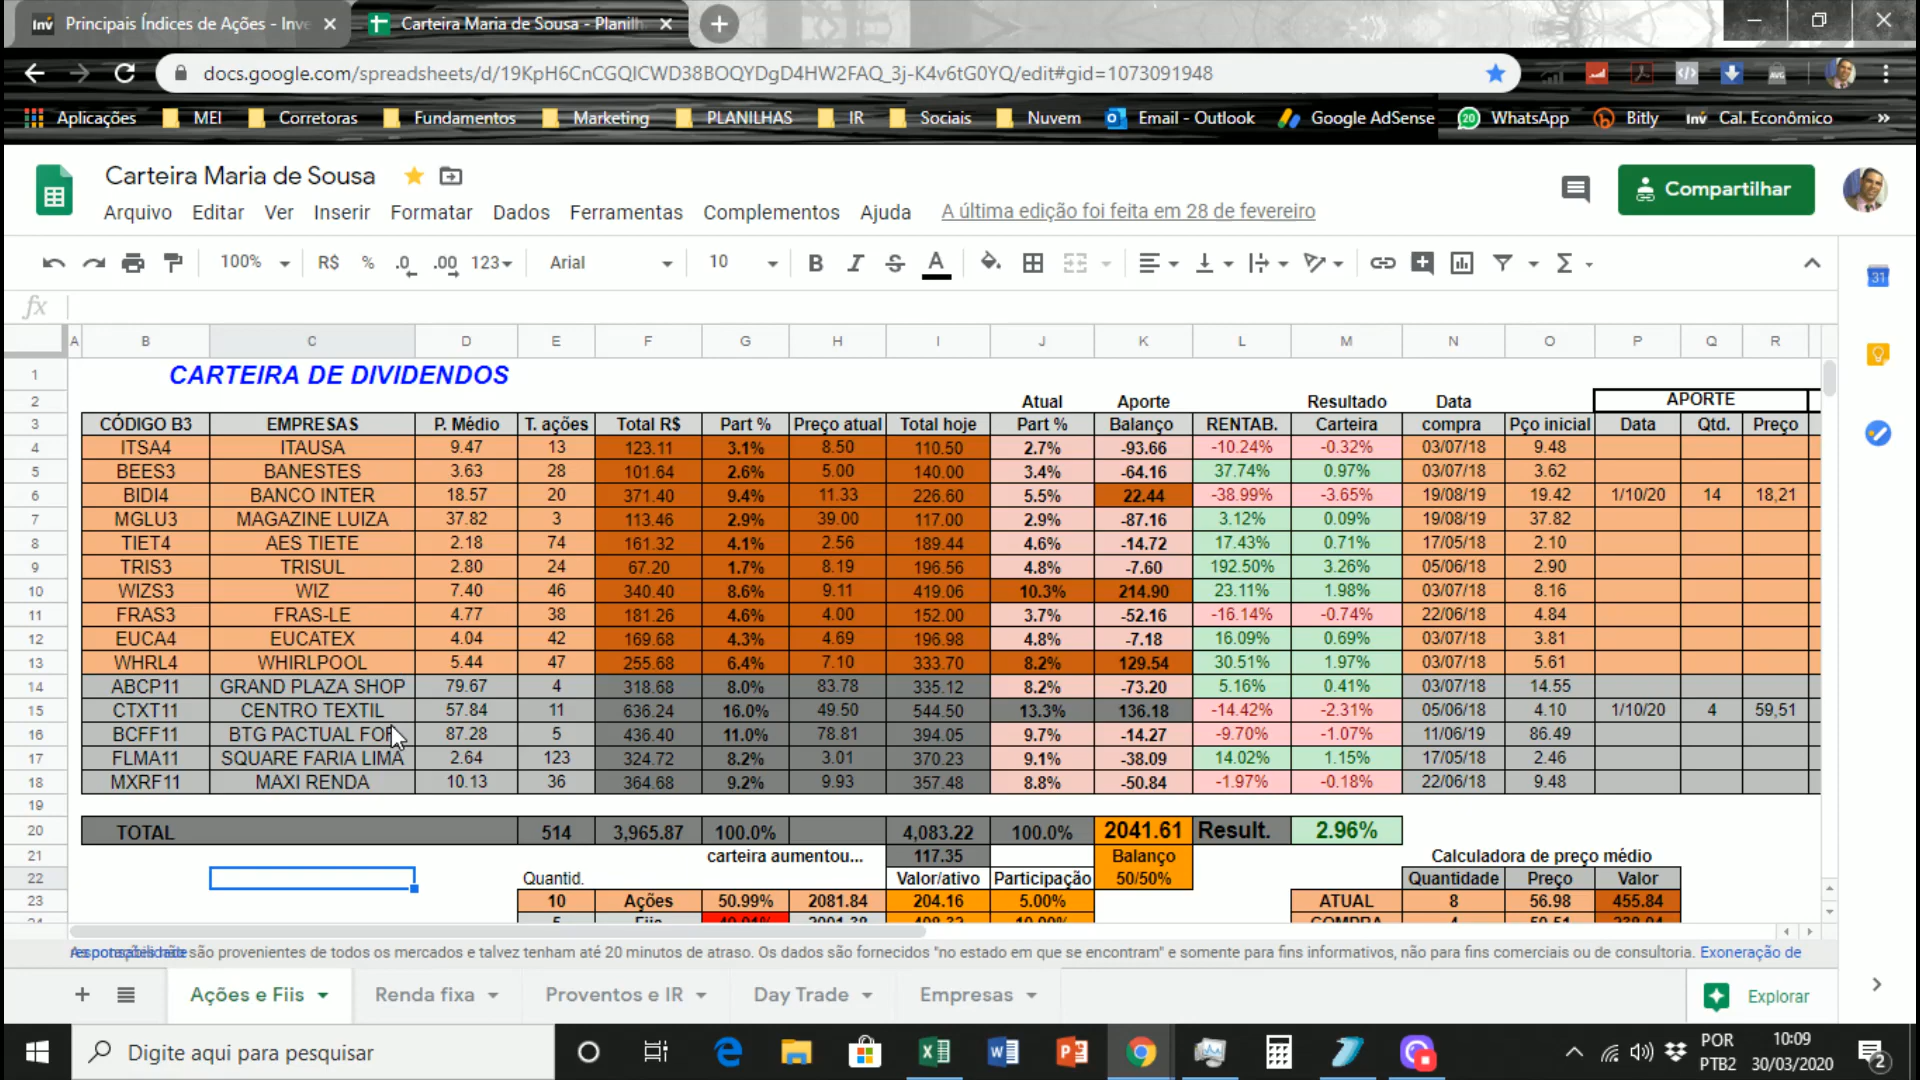 Principais Índices de Ações - Inve
Carteira Maria de Sousa - Planilh
docs.google.com/spreadsheets/d/19KpH6CnCGQICWD38BOQYDgD4HW2FAQ_3j-K4v6tG0YQ/edit#gid=1073091948
Aplicações MEI Corretoras Fundamentos Marketing PLANILHAS IR Sociais Nuvem Email - Outlook Google AdSense WhatsApp Bitly Inv Cal. Econômico »
Carteira Maria de Sousa
Compartilhar
Arquivo Editar Ver Inserir Formatar Dados Ferramentas Complementos Ajuda A última edição foi feita em 28 de fevereiro
100% R$ % .0 .00 123 Arial 10 B I S A
fx
A B C D E F G H I J K L M N O P Q R
1 CARTEIRA DE DIVIDENDOS
2 Atual Aporte Resultado Data APORTE
3 CÓDIGO B3 EMPRESAS P. Médio T. ações Total R$ Part % Preço atual Total hoje Part % Balanço RENTAB. Carteira compra Pço inicial Data Qtd. Preço
4 ITSA4 ITAUSA 9.47 13 123.11 3.1% 8.50 110.50 2.7% -93.66 -10.24% -0.32% 03/07/18 9.48
5 BEES3 BANESTES 3.63 28 101.64 2.6% 5.00 140.00 3.4% -64.16 37.74% 0.97% 03/07/18 3.62
6 BIDI4 BANCO INTER 18.57 20 371.40 9.4% 11.33 226.60 5.5% 22.44 -38.99% -3.65% 19/08/19 19.42 1/10/20 14 18,21
7 MGLU3 MAGAZINE LUIZA 37.82 3 113.46 2.9% 39.00 117.00 2.9% -87.16 3.12% 0.09% 19/08/19 37.82
8 TIET4 AES TIETE 2.18 74 161.32 4.1% 2.56 189.44 4.6% -14.72 17.43% 0.71% 17/05/18 2.10
9 TRIS3 TRISUL 2.80 24 67.20 1.7% 8.19 196.56 4.8% -7.60 192.50% 3.26% 05/06/18 2.90
10 WIZS3 WIZ 7.40 46 340.40 8.6% 9.11 419.06 10.3% 214.90 23.11% 1.98% 03/07/18 8.16
11 FRAS3 FRAS-LE 4.77 38 181.26 4.6% 4.00 152.00 3.7% -52.16 -16.14% -0.74% 22/06/18 4.84
12 EUCA4 EUCATEX 4.04 42 169.68 4.3% 4.69 196.98 4.8% -7.18 16.09% 0.69% 03/07/18 3.81
13 WHRL4 WHIRLPOOL 5.44 47 255.68 6.4% 7.10 333.70 8.2% 129.54 30.51% 1.97% 03/07/18 5.61
14 ABCP11 GRAND PLAZA SHOP 79.67 4 318.68 8.0% 83.78 335.12 8.2% -73.20 5.16% 0.41% 03/07/18 14.55
15 CTXT11 CENTRO TEXTIL 57.84 11 636.24 16.0% 49.50 544.50 13.3% 136.18 -14.42% -2.31% 05/06/18 4.10 1/10/20 4 59,51
16 BCFF11 BTG PACTUAL FOF 87.28 5 436.40 11.0% 78.81 394.05 9.7% -14.27 -9.70% -1.07% 11/06/19 86.49
17 FLMA11 SQUARE FARIA LIMA 2.64 123 324.72 8.2% 3.01 370.23 9.1% -38.09 14.02% 1.15% 17/05/18 2.46
18 MXRF11 MAXI RENDA 10.13 36 364.68 9.2% 9.93 357.48 8.8% -50.84 -1.97% -0.18% 22/06/18 9.48
19
20 TOTAL 514 3,965.87 100.0% 4,083.22 100.0% 2041.61 Result. 2.96%
21 carteira aumentou... 117.35 Balanço Calculadora de preço médio
22 Quantid. Valor/ativo Participação 50/50% Quantidade Preço Valor
23 10 Ações 50.99% 2081.84 204.16 5.00% ATUAL 8 56.98 455.84
são provenientes de todos os mercados e talvez tenham até 20 minutos de atraso. Os dados são fornecidos "no estado em que se encontram" e somente para fins informativos, não para fins comerciais ou de consultoria. Exoneração de
Ações e Fiis Renda fixa Proventos e IR Day Trade Empresas Explorar
Digite aqui para pesquisar
POR 10:09
PTB2 30/03/2020
2